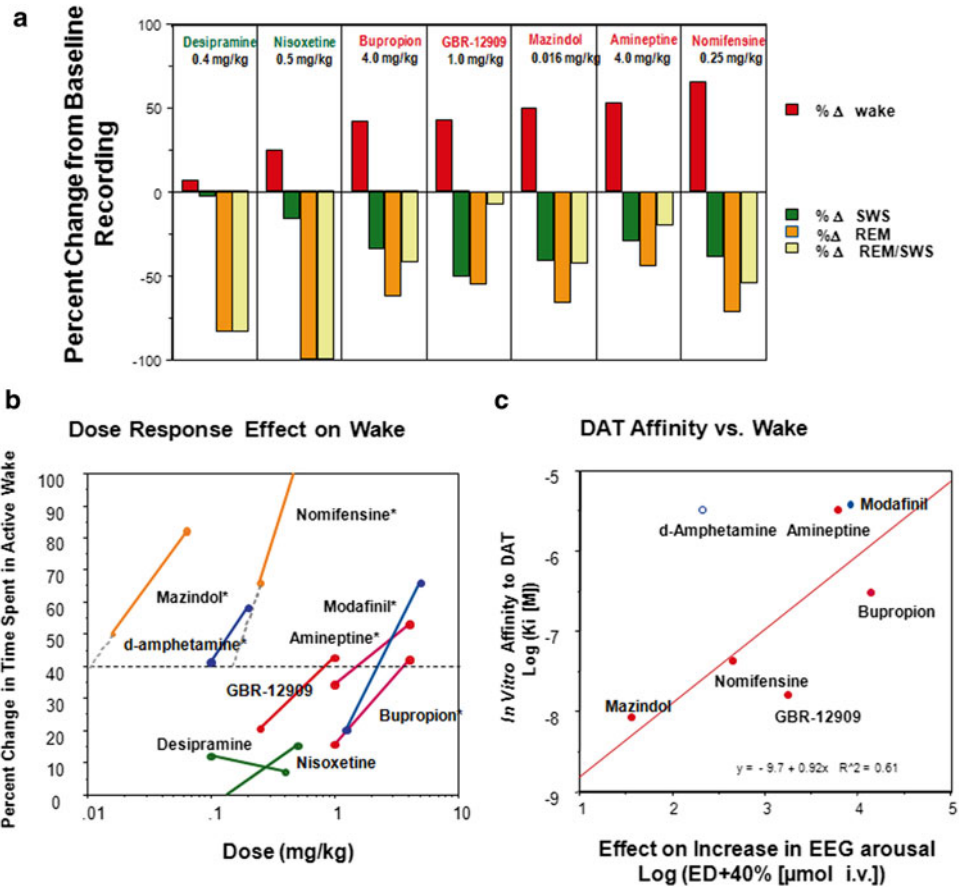 a
Percent Change from Baseline
Recording
100
50
0
-50
-100
Desipramine
0.4 mg/kg
Nisoxetine
0.5 mg/kg
Bupropion
4.0 mg/kg
GBR-12909
1.0 mg/kg
Mazindol
0.016 mg/kg
Amineptine
4.0 mg/kg
Nomifensine
0.25 mg/kg
% Δ wake
% Δ SWS
%Δ REM
% Δ REM/SWS
b
Dose Response Effect on Wake
Percent Change in Time Spent in Active Wake
100
90
80
70
60
50
40
30
20
10
0
Nomifensine*
Mazindol*
Modafinil*
d-amphetamine*
Amineptine*
GBR-12909
Bupropion*
Desipramine
Nisoxetine
.01
.1
1
10
Dose (mg/kg)
c
DAT Affinity vs. Wake
In Vitro Affinity to DAT
Log (Ki [M])
-5
-6
-7
-8
-9
Modafinil
d-Amphetamine
Amineptine
Bupropion
Nomifensine
Mazindol
GBR-12909
y = - 9.7 + 0.92x R^2 = 0.61
1
2
3
4
5
Effect on Increase in EEG arousal
Log (ED+40% [µmol i.v.])